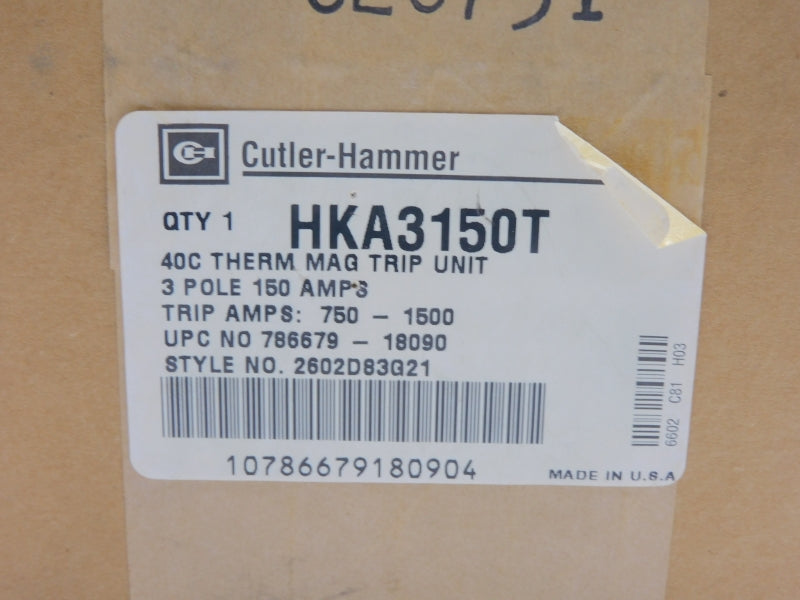 Cutler-Hammer
QTY 1 HKA3150T
40C THERM MAG TRIP UNIT
3 POLE 150 AMPS
TRIP AMPS: 750 - 1500
UPC NO 786679 - 18090
STYLE NO. 2602D83G21
10786679180904
MADE IN U.S.A
6602 C81 H03